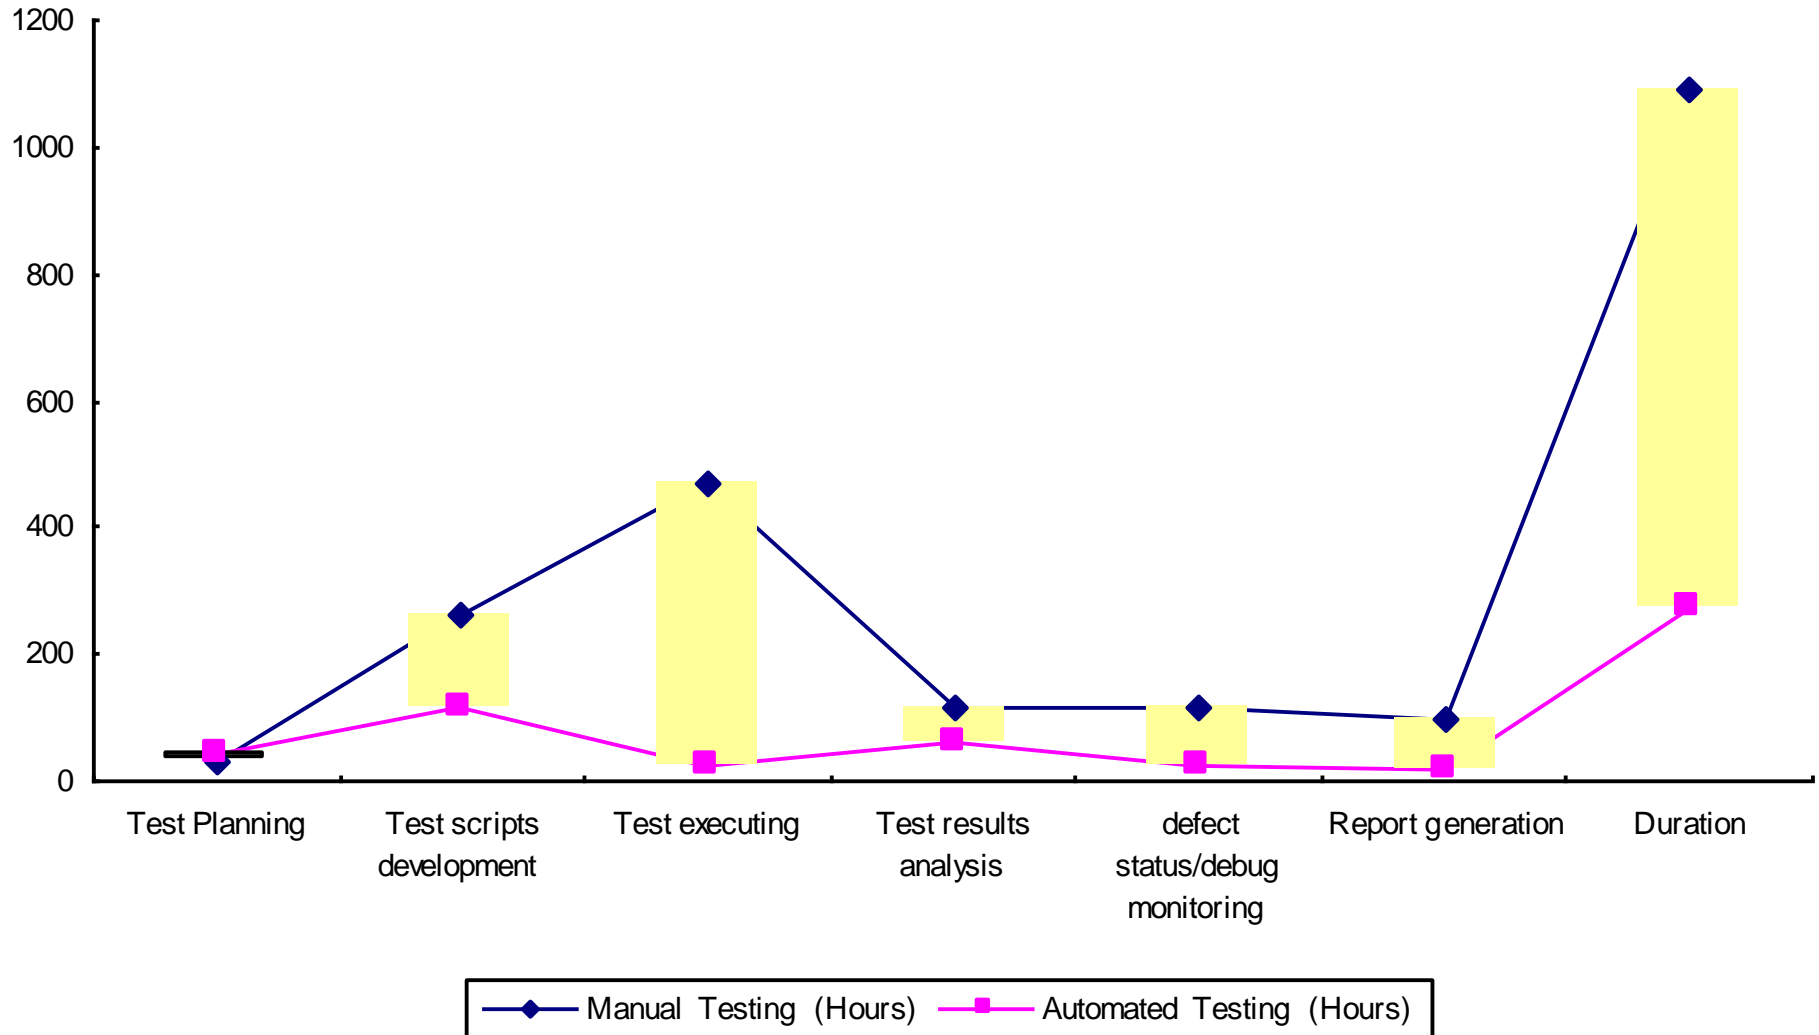 1200
1000
800
600
400
200
0
Test Planning
Test scripts
development
Test executing
Test results
analysis
defect
status/debug
monitoring
Report generation
Duration
Manual Testing (Hours)
Automated Testing (Hours)